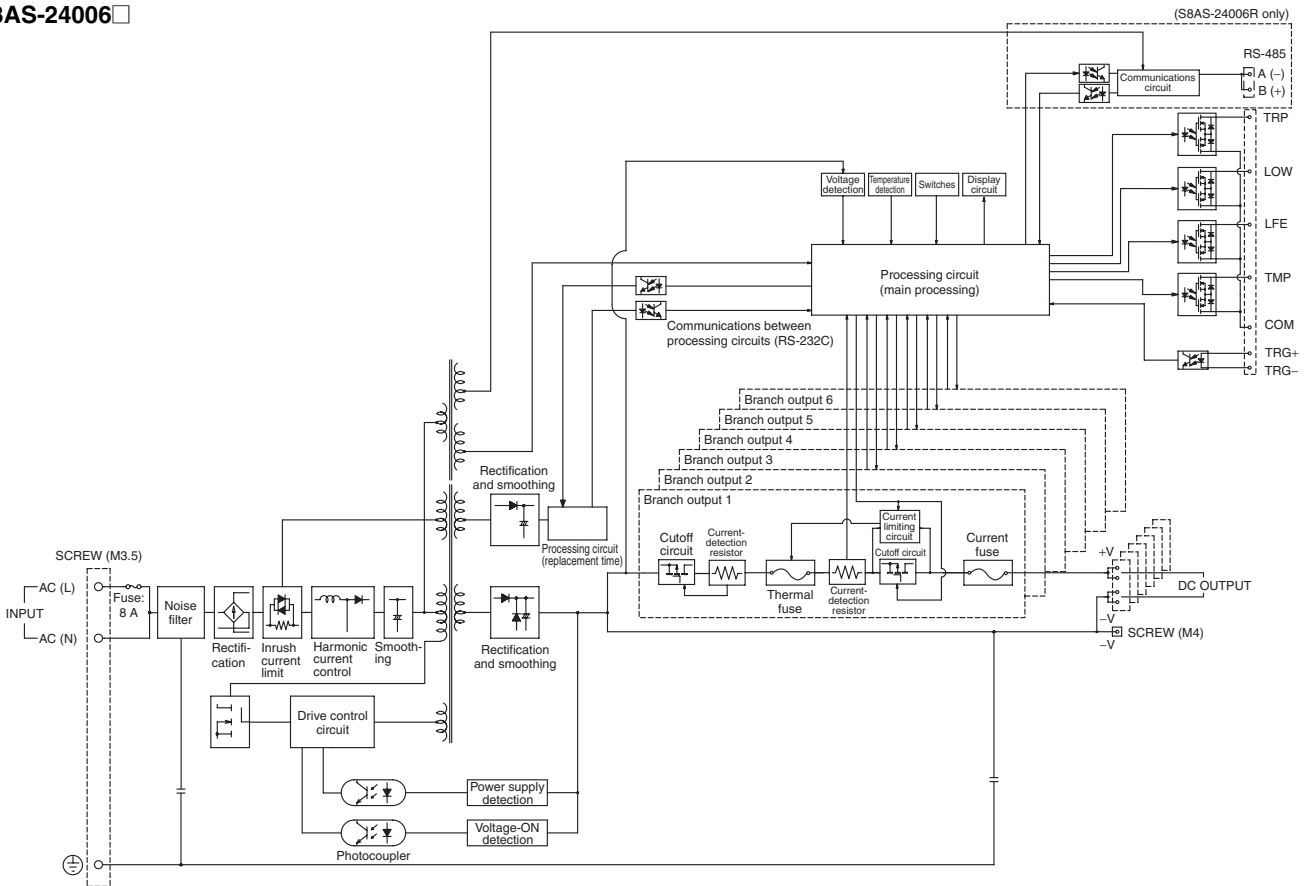 8AS-24006□
(S8AS-24006R only)
RS-485
A (−)
B (+)
Communications
circuit
TRP
LOW
LFE
TMP
COM
TRG+
TRG−
Voltage
detection
Temperature
detection
Switches
Display
circuit
Processing circuit
(main processing)
Communications between
processing circuits (RS-232C)
Branch output 6
Branch output 5
Branch output 4
Branch output 3
Branch output 2
Branch output 1
Rectification
and smoothing
Processing circuit
(replacement time)
Cutoff
circuit
Current-
detection
resistor
Thermal
fuse
Current-
detection
resistor
Current
limiting
circuit
Cutoff circuit
Current
fuse
+V
DC OUTPUT
−V
SCREW (M4)
−V
SCREW (M3.5)
INPUT
AC (L)
AC (N)
Fuse:
8 A
Noise
filter
Rectifi-
cation
Inrush
current
limit
Harmonic
current
control
Smooth-
ing
Rectification
and smoothing
Drive control
circuit
Power supply
detection
Voltage-ON
detection
Photocoupler